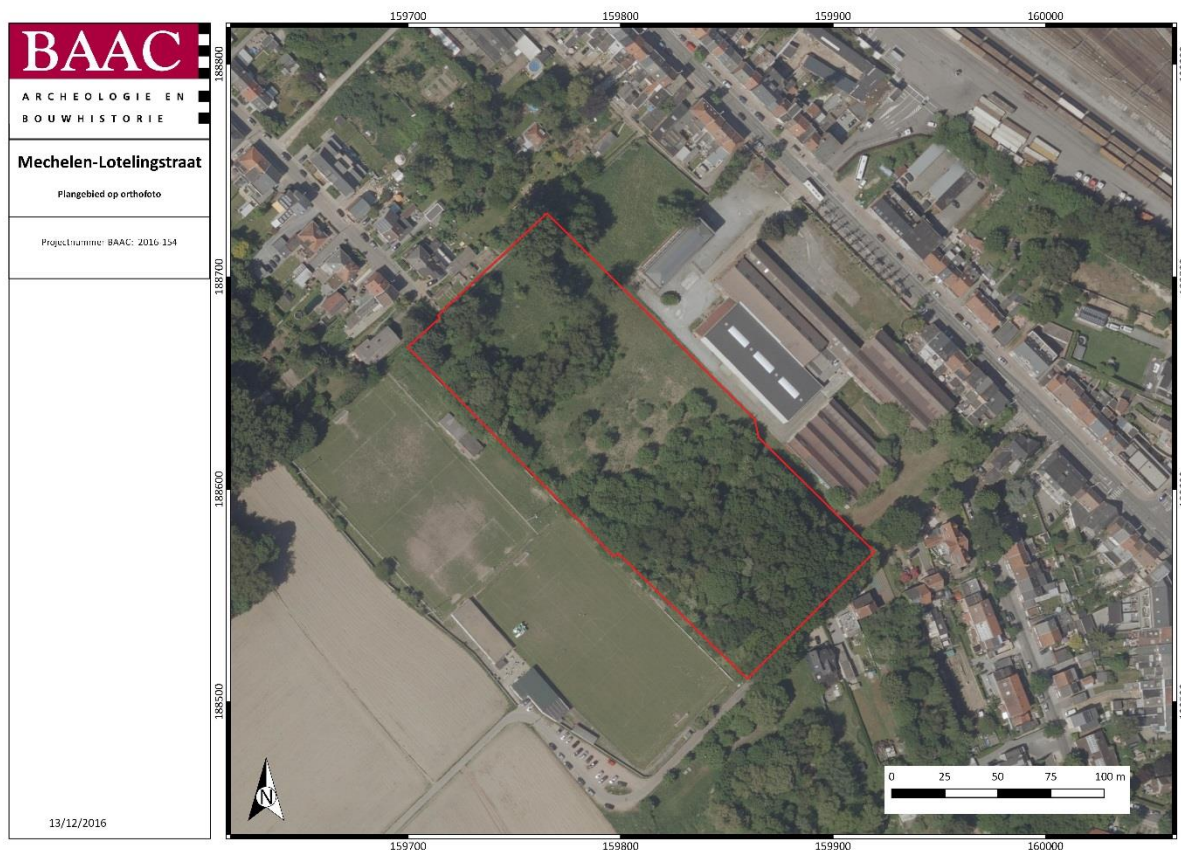 BAAC
ARCHEOLOGIE EN
BOUWHISTORIE
Mechelen-Lotelingstraat
Plangebied op orthofoto
Projectnummer BAAC: 2016-154
13/12/2016
159700 159800 159900 160000
188800
188700
188600
188500
N
0 25 50 75 100 m
159700 159800 159900 160000